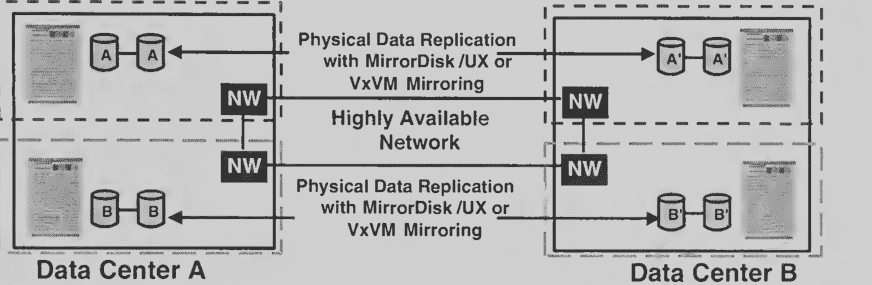 Physical Data Replication
with MirrorDisk /UX or
VxVM Mirroring
A A
A' A'
NW NW
Highly Available
Network
NW NW
Physical Data Replication
with MirrorDisk /UX or
VxVM Mirroring
B B
B' B'
Data Center A
Data Center B